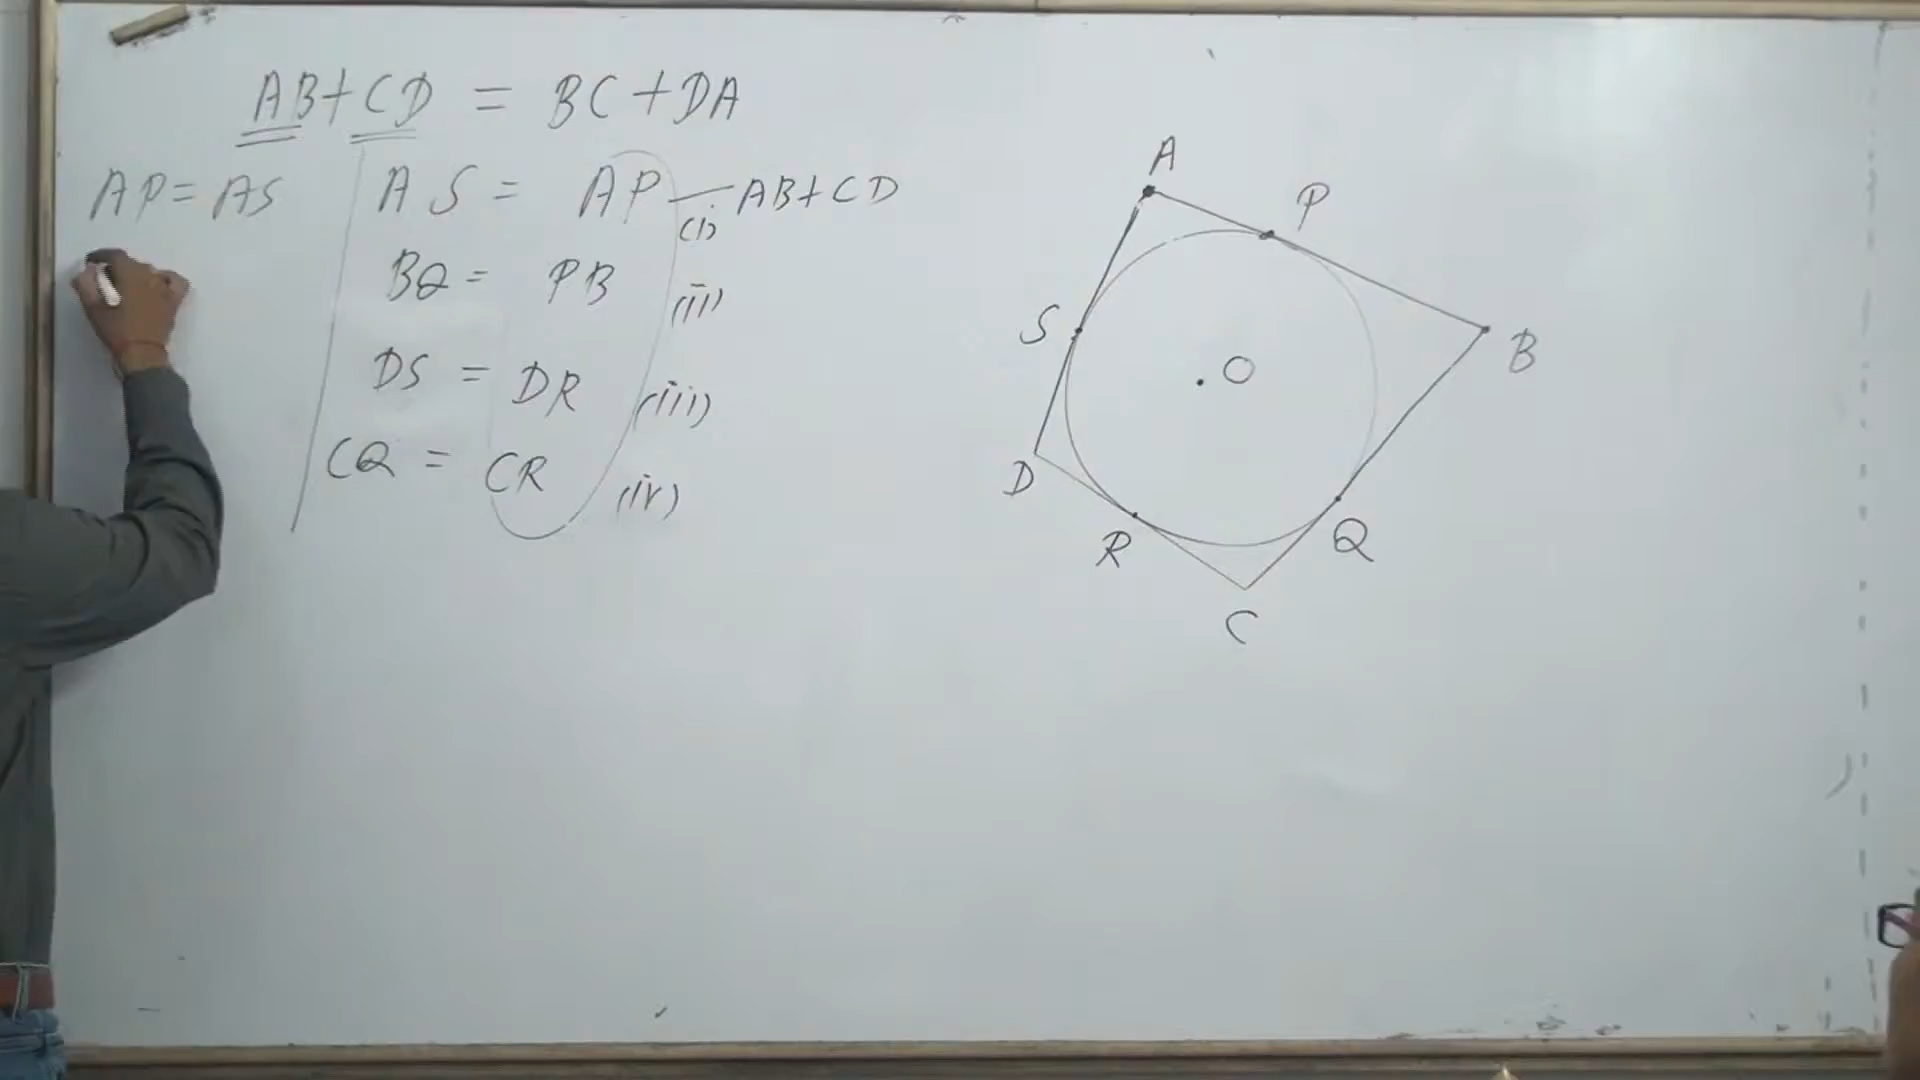 AB+CD = BC+DA
AP = AS
AS = AP — AB+CD
(i)
BQ = PB (ii)
DS = DR (iii)
CQ = CR (iv)
A
P
S
B
O
D
R
Q
C